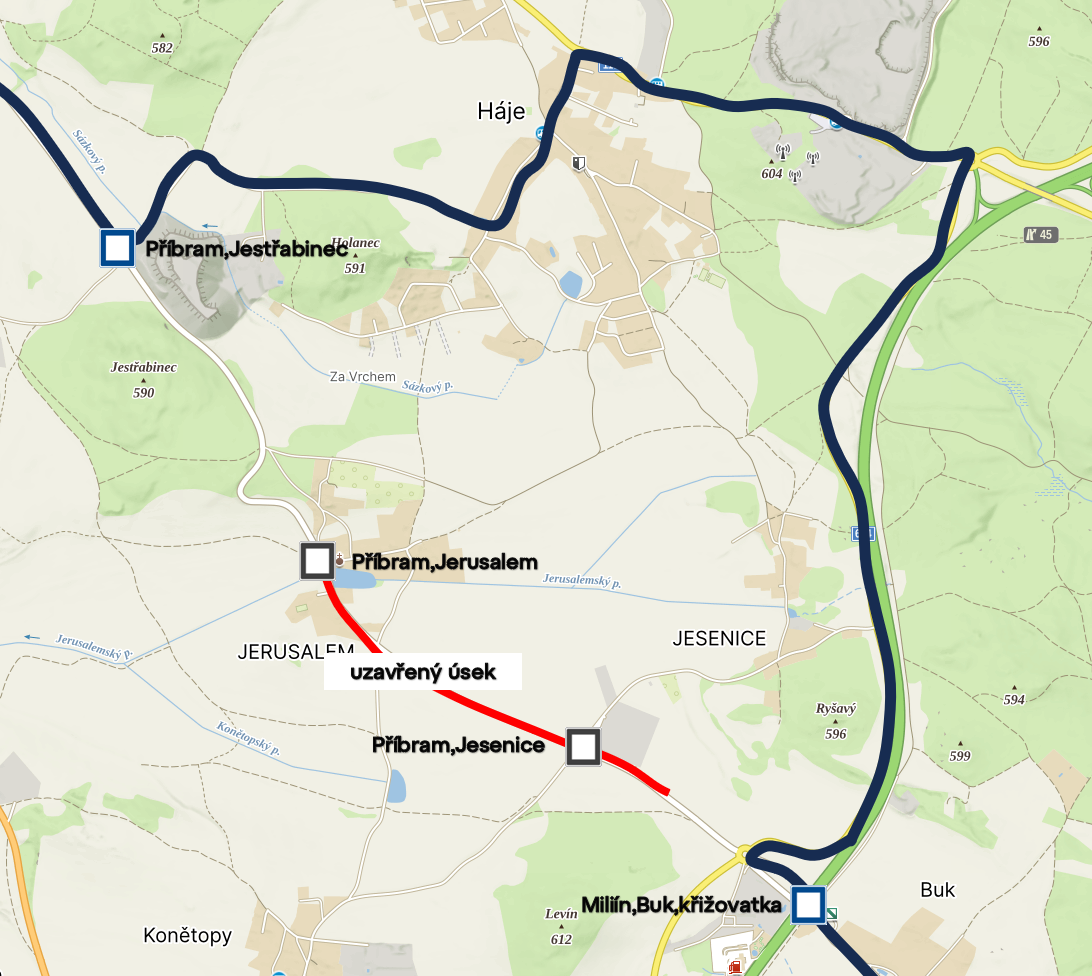 582
596
Háje
Sázkový p.
604
45
Příbram,Jestřabinec
Holanec
591
Jestřabinec
590
Za Vrchem
Sázkový p.
Příbram,Jerusalem
Jerusalemský p.
JERUSALEM
JESENICE
Jerusalemský p.
uzavřený úsek
Ryšavý
596
594
Konětopský p.
Příbram,Jesenice
599
Buk
Miliín,Buk,křižovatka
Levín
612
Konětopy